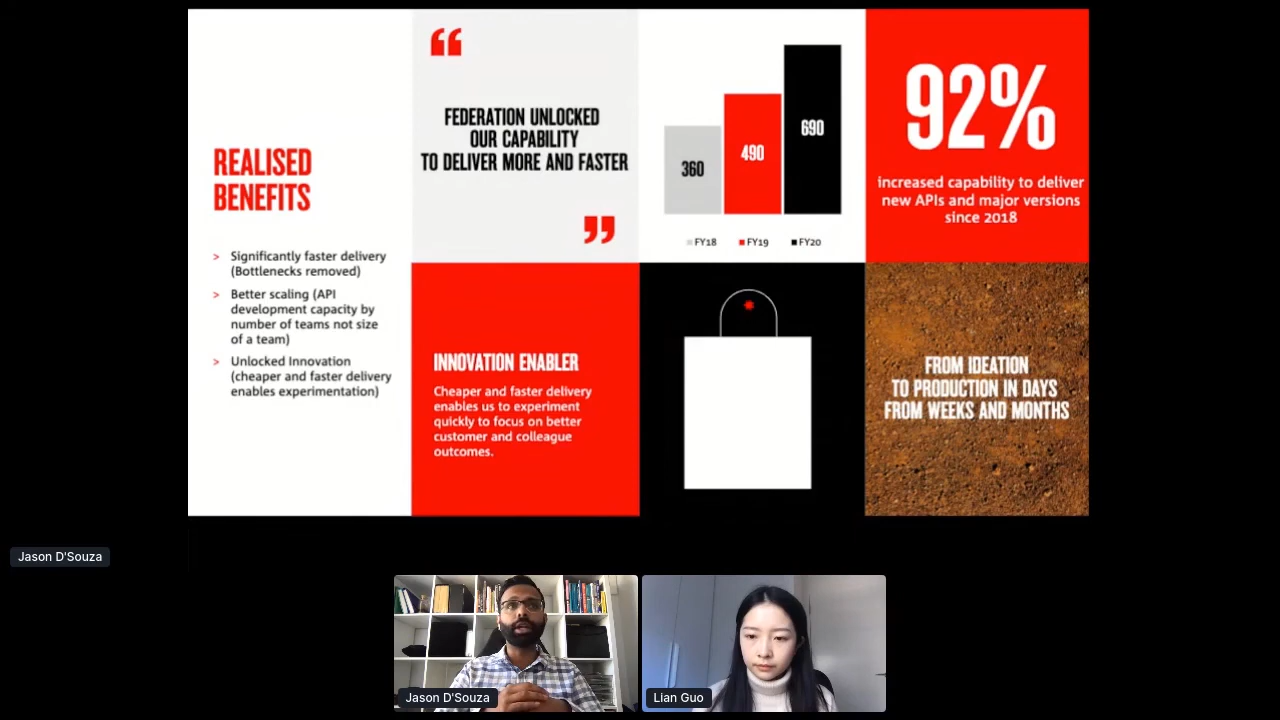 REALISED
BENEFITS
> Significantly faster delivery
(Bottlenecks removed)
> Better scaling (API
development capacity by
number of teams not size
of a team)
> Unlocked Innovation
(cheaper and faster delivery
enables experimentation)
“
FEDERATION UNLOCKED
OUR CAPABILITY
TO DELIVER MORE AND FASTER
”
360
490
690
FY18 FY19 FY20
92%
increased capability to deliver
new APIs and major versions
since 2018
INNOVATION ENABLER
Cheaper and faster delivery
enables us to experiment
quickly to focus on better
customer and colleague
outcomes.
FROM IDEATION
TO PRODUCTION IN DAYS
FROM WEEKS AND MONTHS
Jason D'Souza
Jason D'Souza
Lian Guo